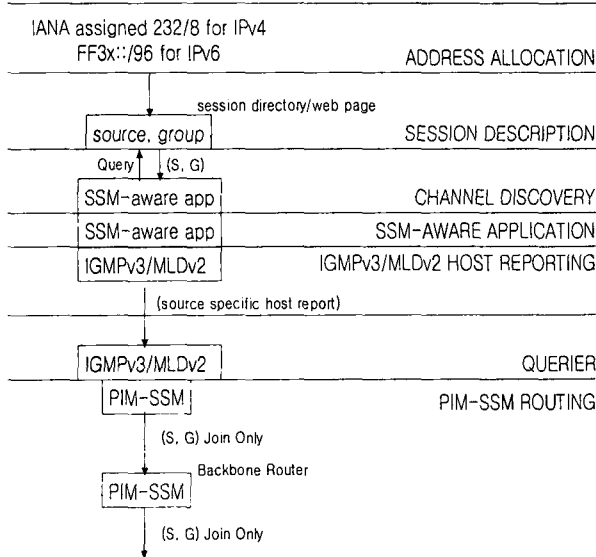 IANA assigned 232/8 for IPv4
FF3x::/96 for IPv6
ADDRESS ALLOCATION
session directory/web page
source, group
SESSION DESCRIPTION
Query
(S, G)
SSM-aware app
CHANNEL DISCOVERY
SSM-aware app
SSM-AWARE APPLICATION
IGMPv3/MLDv2
IGMPv3/MLDv2 HOST REPORTING
(source specific host report)
IGMPv3/MLDv2
QUERIER
PIM-SSM
PIM-SSM ROUTING
(S, G) Join Only
Backbone Router
PIM-SSM
(S, G) Join Only